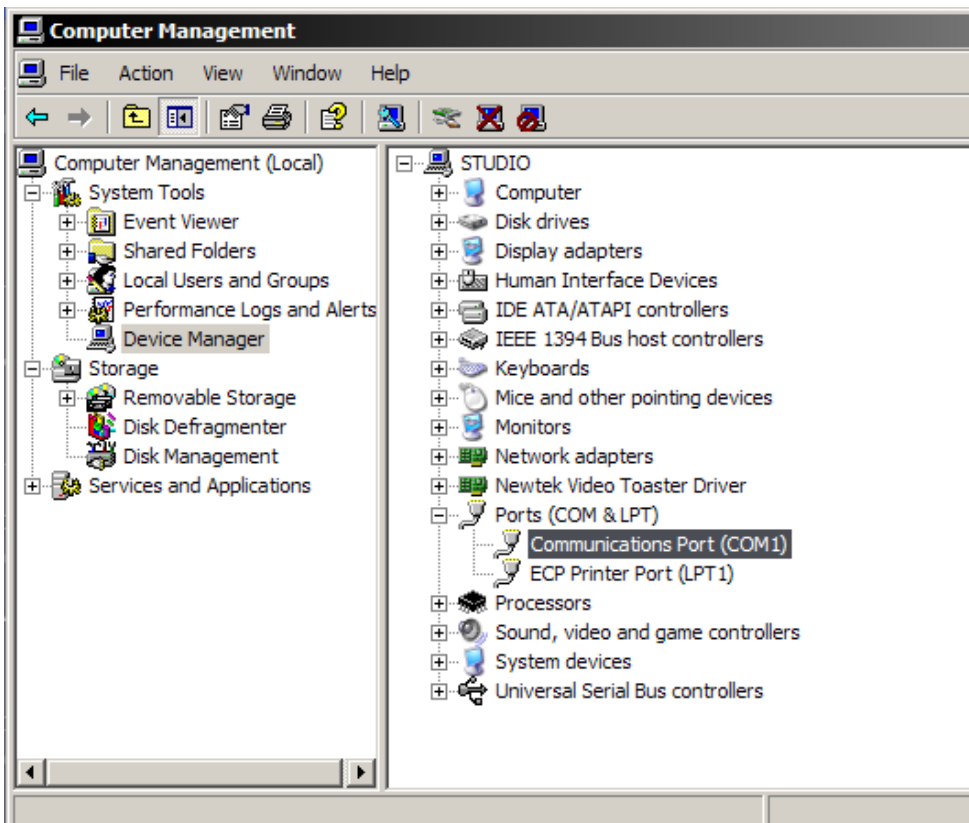 Computer Management
File Action View Window Help
Computer Management (Local)
System Tools
Event Viewer
Shared Folders
Local Users and Groups
Performance Logs and Alerts
Device Manager
Storage
Removable Storage
Disk Defragmenter
Disk Management
Services and Applications
STUDIO
Computer
Disk drives
Display adapters
Human Interface Devices
IDE ATA/ATAPI controllers
IEEE 1394 Bus host controllers
Keyboards
Mice and other pointing devices
Monitors
Network adapters
Newtek Video Toaster Driver
Ports (COM & LPT)
Communications Port (COM1)
ECP Printer Port (LPT1)
Processors
Sound, video and game controllers
System devices
Universal Serial Bus controllers